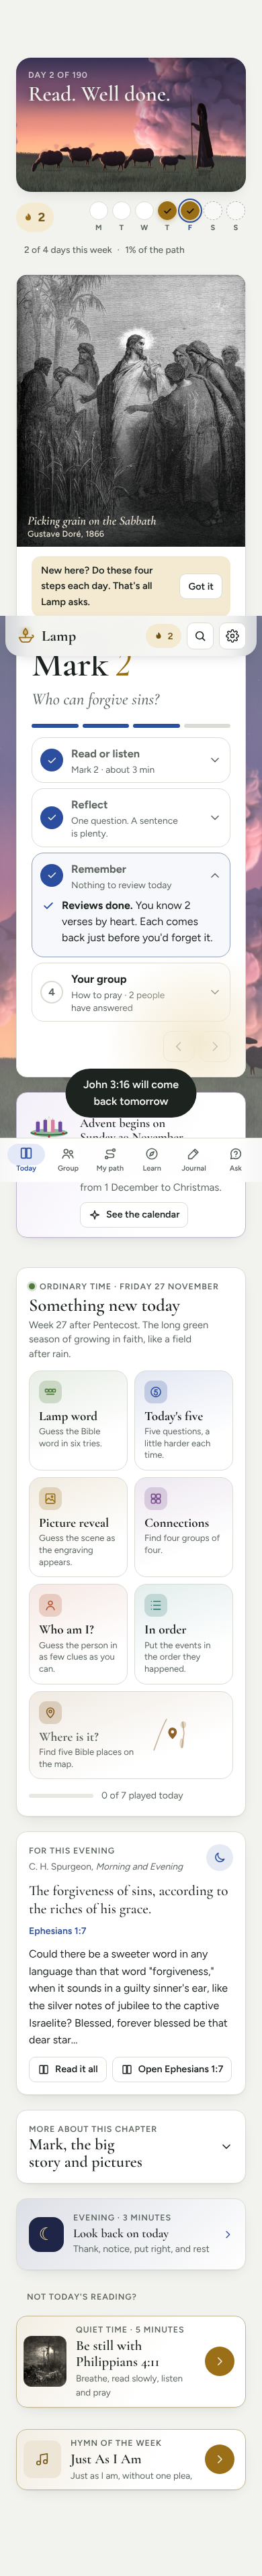 DAY 2 OF 190
Read. Well done.
2
M T W T F S S
2 of 4 days this week · 1% of the path
Picking grain on the Sabbath
Gustave Doré, 1866
New here? Do these four
steps each day. That's all
Lamp asks.
Got it
Lamp
2
Mark 2
Who can forgive sins?
Read or listen
Mark 2 · about 3 min
Reflect
One question. A sentence
is plenty.
Remember
Nothing to review today
Reviews done. You know 2
verses by heart. Each comes
back just before you'd forget it.
4
Your group
How to pray · 2 people
have answered
John 3:16 will come
back tomorrow
Advent begins on
Sunday 29 November
Today
Group
My path
Learn
Journal
Ask
from 1 December to Christmas.
See the calendar
ORDINARY TIME · FRIDAY 27 NOVEMBER
Something new today
Week 27 after Pentecost. The long green
season of growing in faith, like a field
after rain.
Lamp word
Guess the Bible
word in six tries.
Today's five
Five questions, a
little harder each
time.
Picture reveal
Guess the scene as
the engraving
appears.
Connections
Find four groups of
four.
Who am I?
Guess the person in
as few clues as you
can.
In order
Put the events in
the order they
happened.
Where is it?
Find five Bible places on
the map.
0 of 7 played today
FOR THIS EVENING
C. H. Spurgeon, Morning and Evening
The forgiveness of sins, according to
the riches of his grace.
Ephesians 1:7
Could there be a sweeter word in any
language than that word "forgiveness,"
when it sounds in a guilty sinner's ear, like
the silver notes of jubilee to the captive
Israelite? Blessed, forever blessed be that
dear star…
Read it all
Open Ephesians 1:7
MORE ABOUT THIS CHAPTER
Mark, the big
story and pictures
EVENING · 3 MINUTES
Look back on today
Thank, notice, put right, and rest
NOT TODAY'S READING?
QUIET TIME · 5 MINUTES
Be still with
Philippians 4:11
Breathe, read slowly, listen
and pray
HYMN OF THE WEEK
Just As I Am
Just as I am, without one plea,